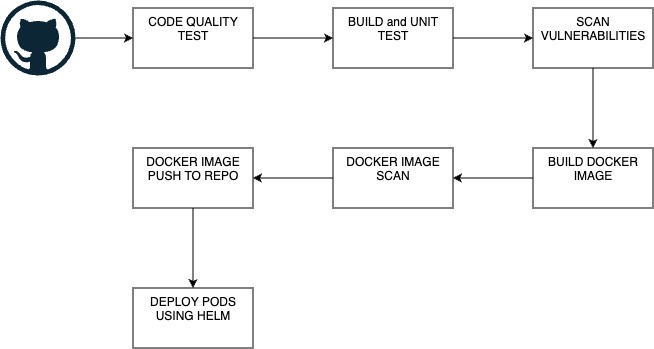 CODE QUALITY
TEST
BUILD and UNIT
TEST
SCAN
VULNERABILITIES
BUILD DOCKER
IMAGE
DOCKER IMAGE
SCAN
DOCKER IMAGE
PUSH TO REPO
DEPLOY PODS
USING HELM